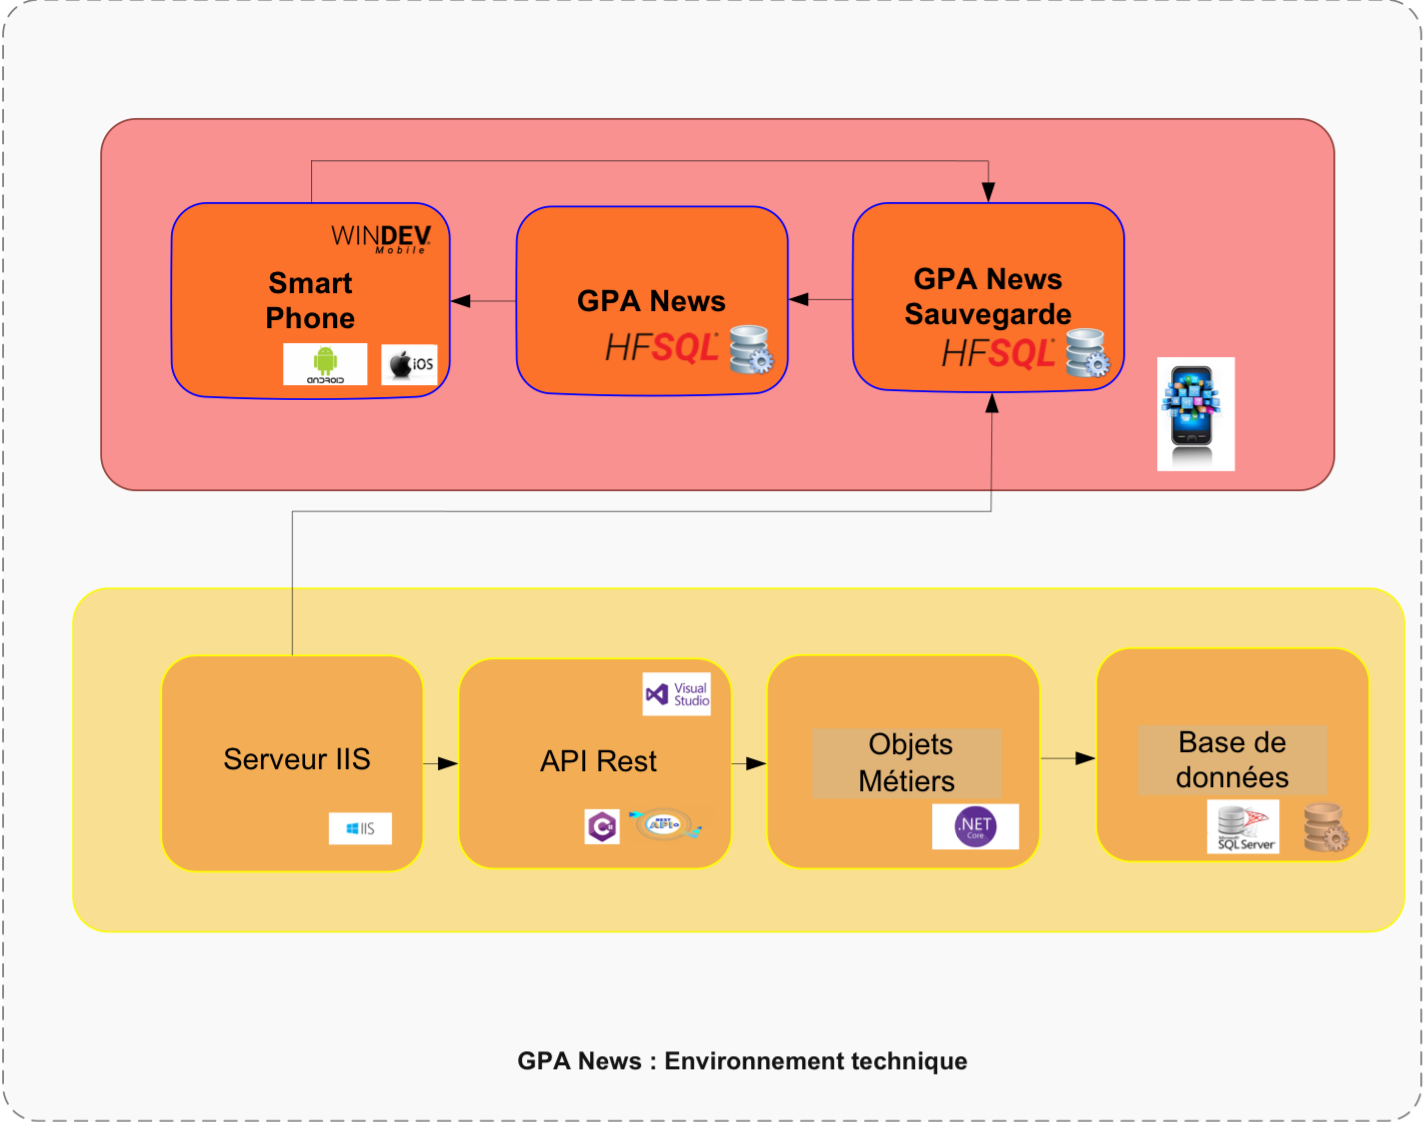 WINDEV
Mobile
Smart
Phone
ANDROID
iOS
GPA News
HFSQL
GPA News
Sauvegarde
HFSQL
Serveur IIS
IIS
Visual
Studio
API Rest
C#
REST
API
Objets
Métiers
.NET
Core
Base de
données
Microsoft
SQL Server
GPA News : Environnement technique